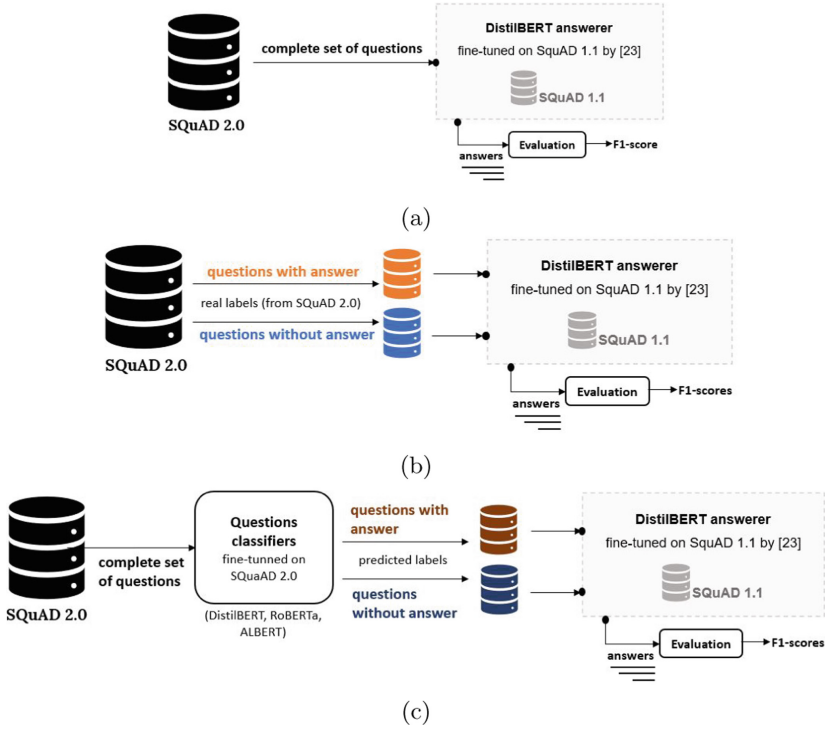 DistilBERT answerer
complete set of questions
fine-tuned on SquAD 1.1 by [23]
SQuAD 1.1
SQuAD 2.0
answers
Evaluation
F1-score
(a)
questions with answer
DistilBERT answerer
fine-tuned on SquAD 1.1 by [23]
real labels (from SQuAD 2.0)
questions without answer
SQuAD 1.1
SQuAD 2.0
answers
Evaluation
F1-scores
(b)
complete set
of questions
SQuAD 2.0
Questions
classifiers
fine-tunned on
SQuaAD 2.0
(DistilBERT, RoBERTa,
ALBERT)
questions with
answer
predicted labels
questions
without answer
DistilBERT answerer
fine-tuned on SquAD 1.1 by [23]
SQuAD 1.1
answers
Evaluation
F1-scores
(c)